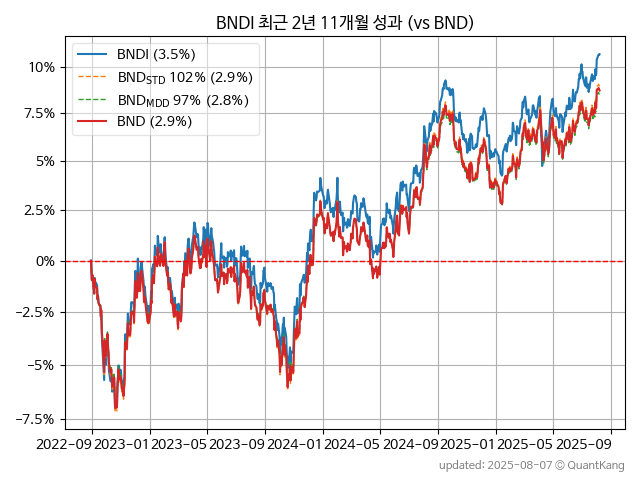 BNDI 최근 2년 11개월 성과 (vs BND)
BNDI (3.5%)
BND_STD 102% (2.9%)
BND_MDD 97% (2.8%)
BND (2.9%)
10%
7.5%
5%
2.5%
0%
−2.5%
−5%
−7.5%
2022-09 2023-01 2023-05 2023-09 2024-01 2024-05 2024-09 2025-01 2025-05 2025-09
updated: 2025-08-07 © QuantKang